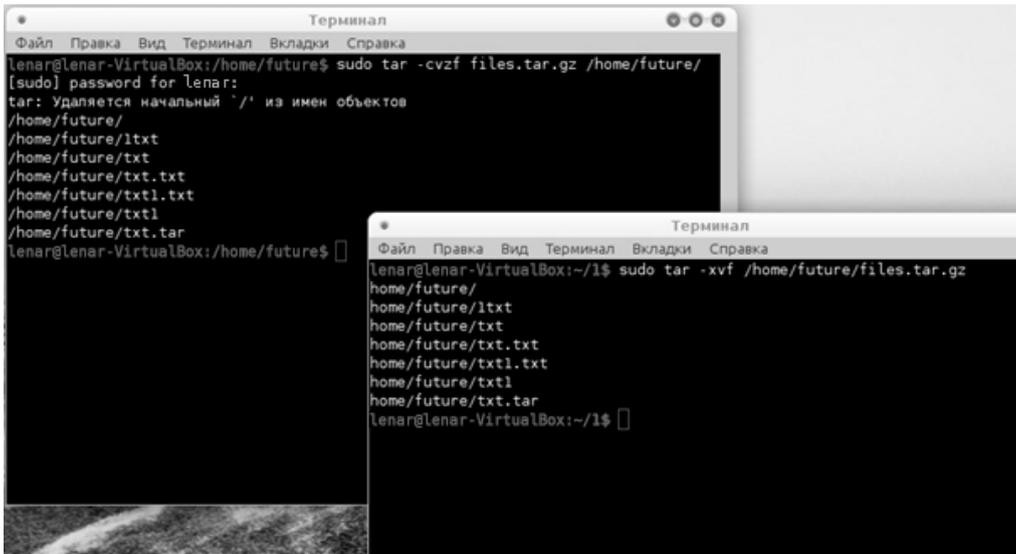 Терминал
Файл Правка Вид Терминал Вкладки Справка
lenar@lenar-VirtualBox:/home/future$ sudo tar -cvzf files.tar.gz /home/future/
[sudo] password for lenar:
tar: Удаляется начальный `/' из имен объектов
/home/future/
/home/future/1txt
/home/future/txt
/home/future/txt.txt
/home/future/txt1.txt
/home/future/txt1
/home/future/txt.tar
lenar@lenar-VirtualBox:/home/future$
Терминал
Файл Правка Вид Терминал Вкладки Справка
lenar@lenar-VirtualBox:~/1$ sudo tar -xvf /home/future/files.tar.gz
home/future/
home/future/1txt
home/future/txt
home/future/txt.txt
home/future/txt1.txt
home/future/txt1
home/future/txt.tar
lenar@lenar-VirtualBox:~/1$